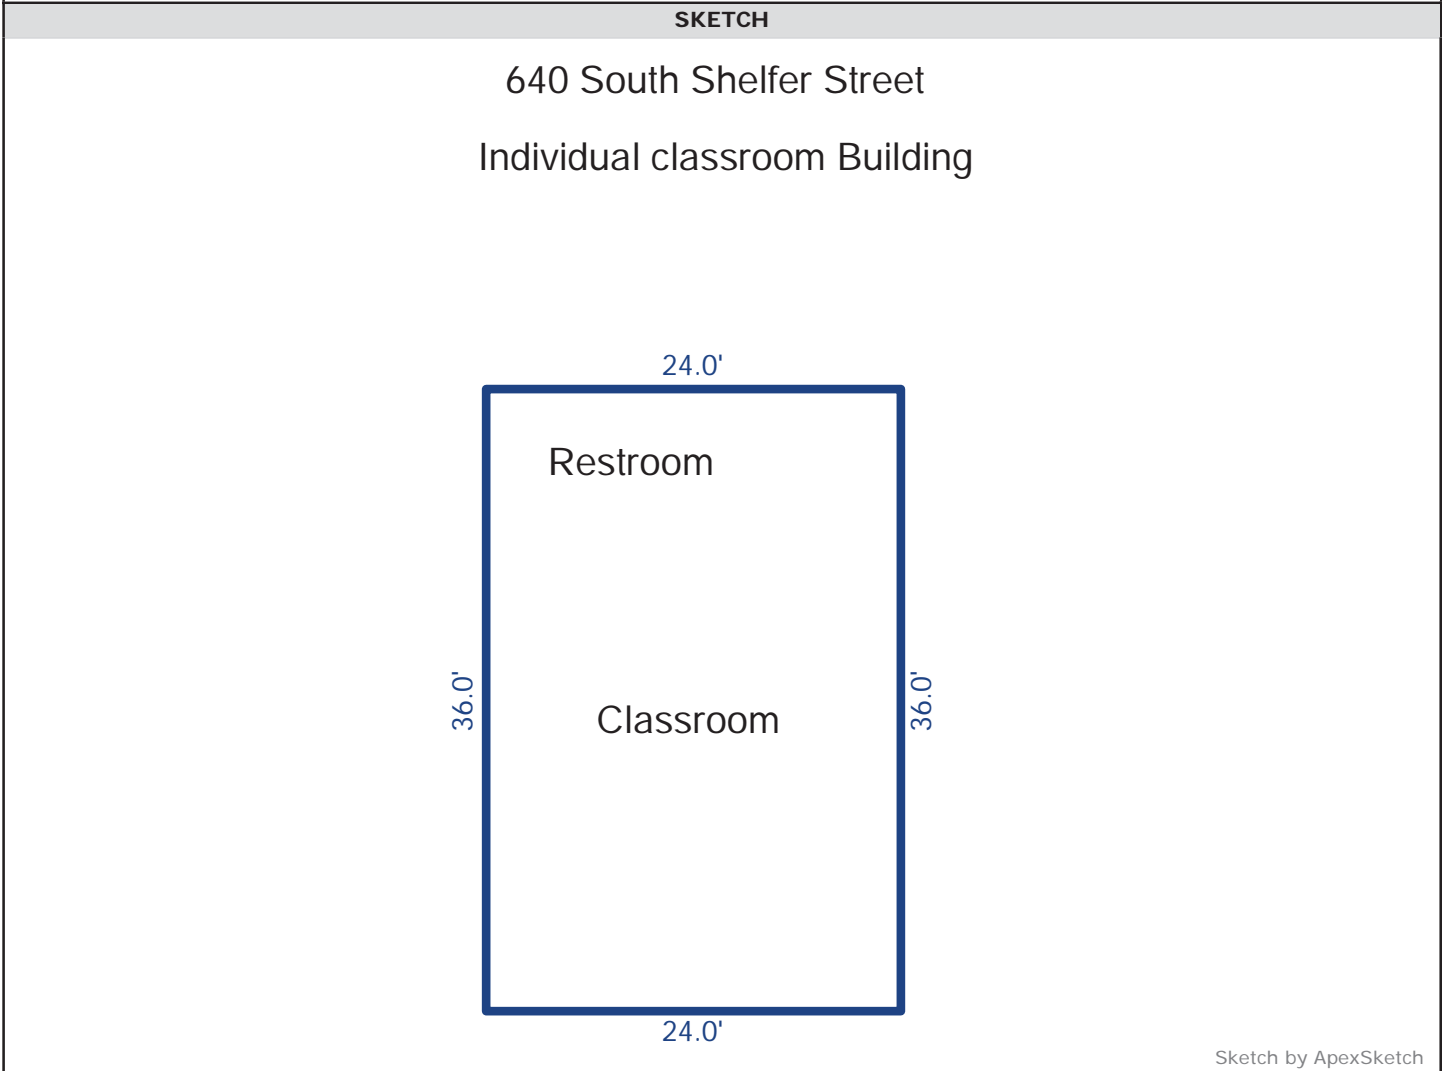 SKETCH
640 South Shelfer Street
Individual classroom Building
24.0'
Restroom
36.0'
Classroom
36.0'
24.0'
Sketch by ApexSketch